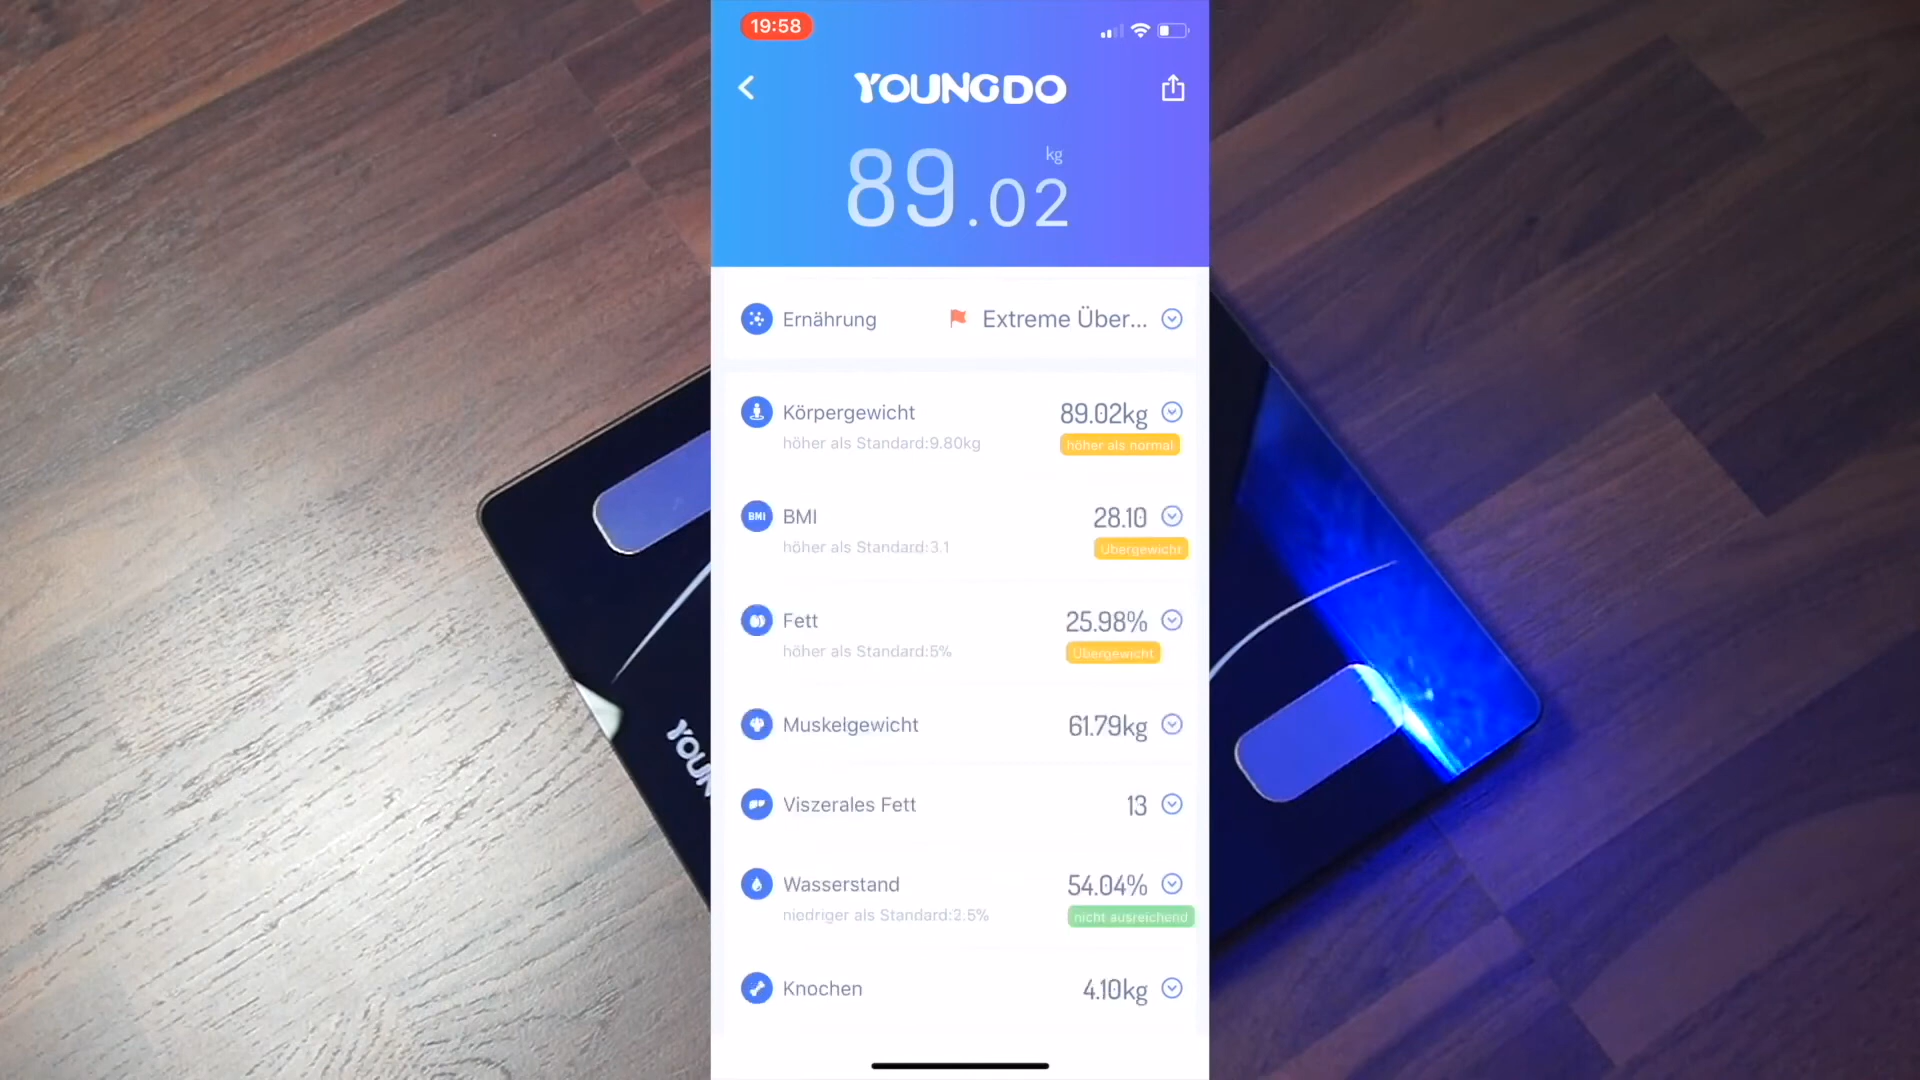 19:58
YOUNGDO
kg
89.02
Ernährung Extreme Über...
Körpergewicht 89.02kg
höher als Standard:9.80kg höher als normal
BMI BMI 28.10
höher als Standard:3.1 Übergewicht
Fett 25.98%
höher als Standard:5% Übergewicht
Muskelgewicht 61.79kg
Viszerales Fett 13
Wasserstand 54.04%
niedriger als Standard:2.5% nicht ausreichend
Knochen 4.10kg
YOUN